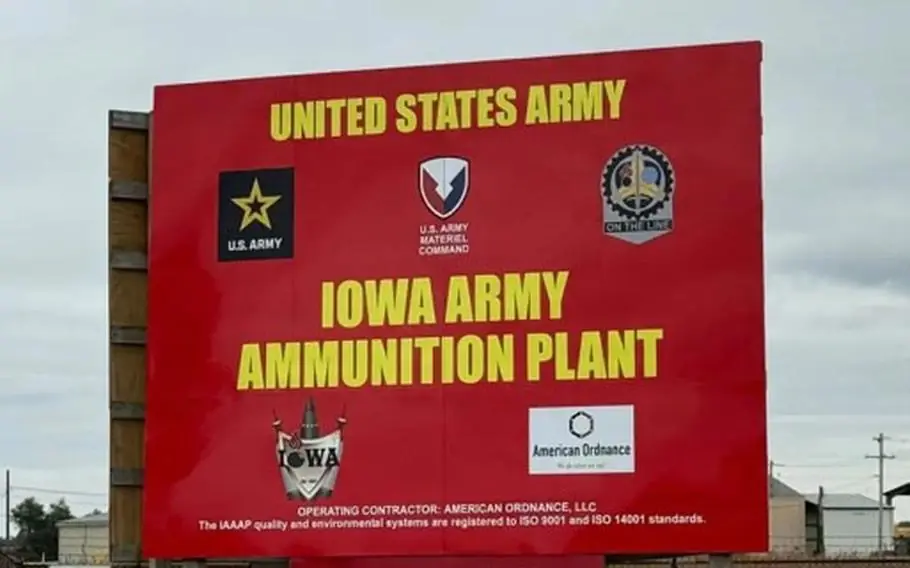 UNITED STATES ARMY
U.S. ARMY
U.S. ARMY
MATERIEL
COMMAND
ON THE LINE
IOWA ARMY
AMMUNITION PLANT
IOWA
American Ordnance
OPERATING CONTRACTOR: AMERICAN ORDNANCE, LLC
The IAAAP quality and environmental systems are registered to ISO 9001 and ISO 14001 standards.